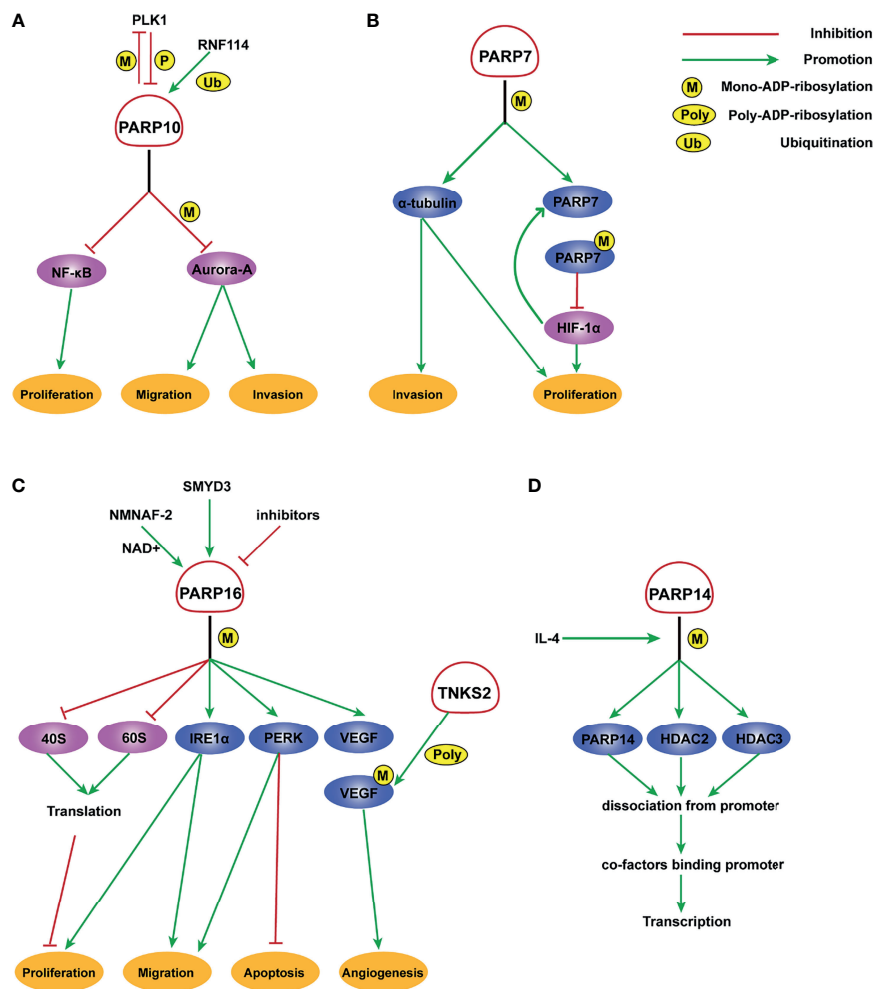 A
PLK1
M
P
RNF114
Ub
PARP10
M
NF-κB
Aurora-A
Proliferation
Migration
Invasion
B
PARP7
M
α-tubulin
PARP7
M
PARP7
HIF-1α
Invasion
Proliferation
Inhibition
Promotion
M
Mono-ADP-ribosylation
Poly
Poly-ADP-ribosylation
Ub
Ubiquitination
C
SMYD3
NMNAF-2
inhibitors
NAD+
PARP16
M
40S
60S
IRE1α
PERK
VEGF
TNKS2
Poly
M
VEGF
Translation
Proliferation
Migration
Apoptosis
Angiogenesis
D
PARP14
IL-4
M
PARP14
HDAC2
HDAC3
dissociation from promoter
co-factors binding promoter
Transcription